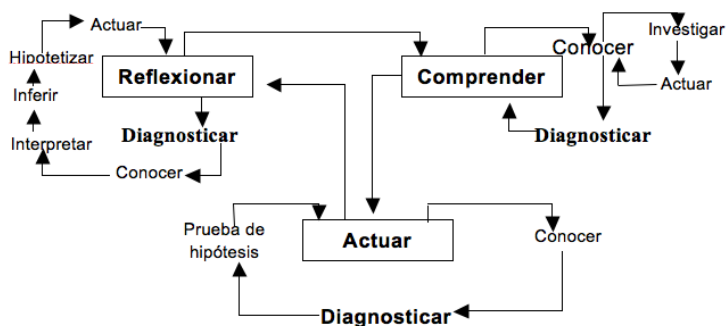 Actuar
Hipotetizar
Reflexionar
Inferir
Diagnosticar
Interpretar
Conocer
Comprender
Conocer
Investigar
Actuar
Diagnosticar
Prueba de
hipótesis
Actuar
Conocer
Diagnosticar